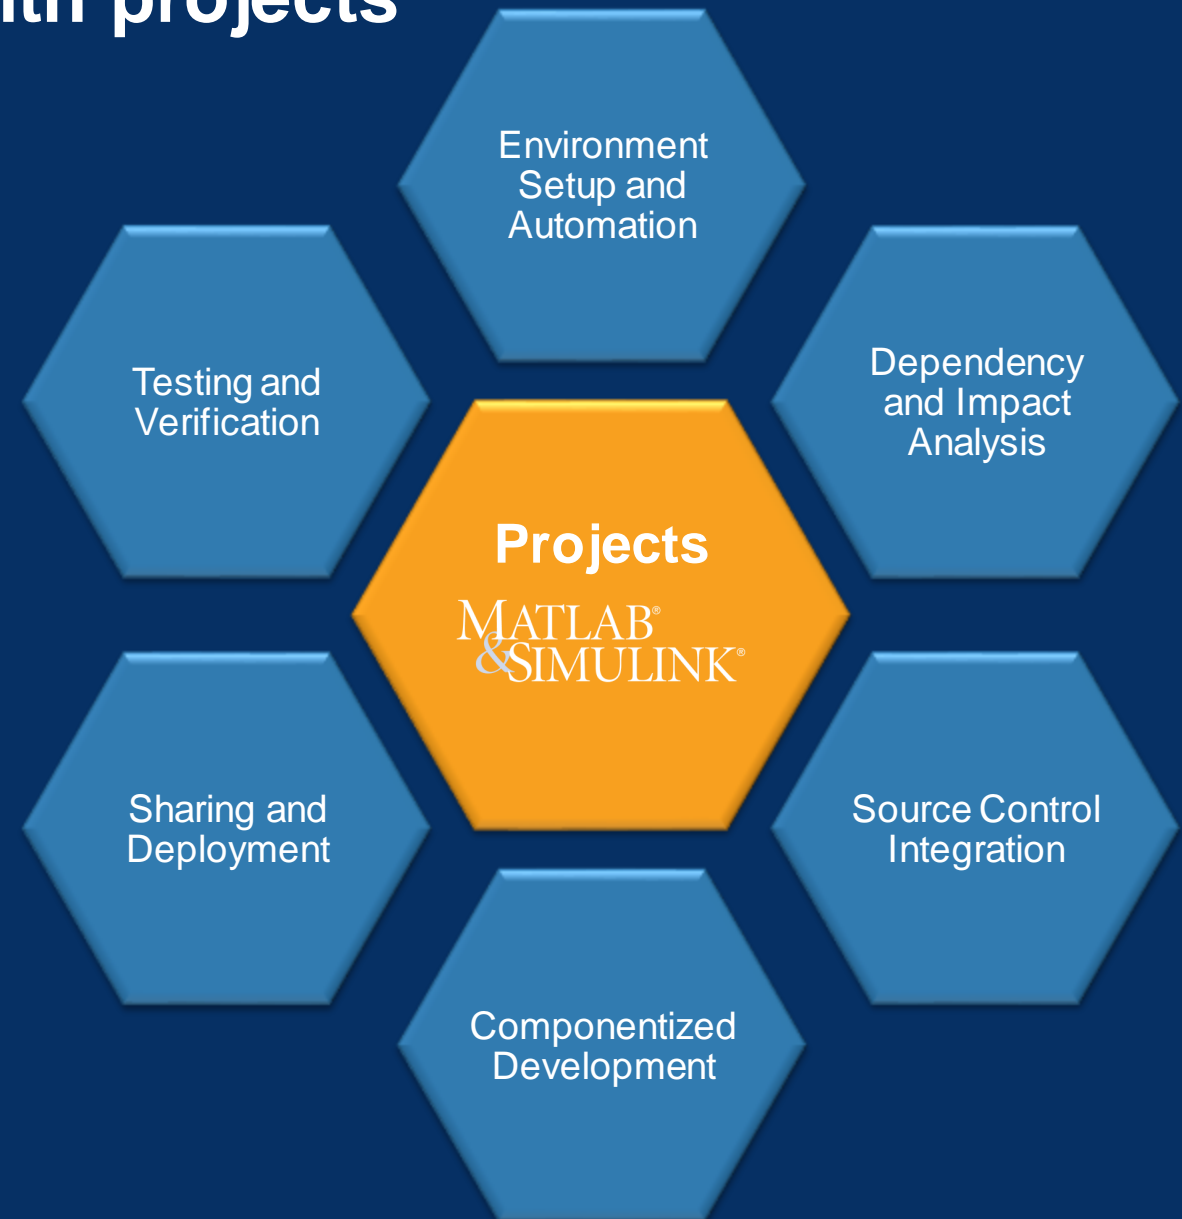 ith projects
Environment
Setup and
Automation
Dependency
and Impact
Analysis
Testing and
Verification
Projects
MATLAB®
&SIMULINK®
Source Control
Integration
Sharing and
Deployment
Componentized
Development